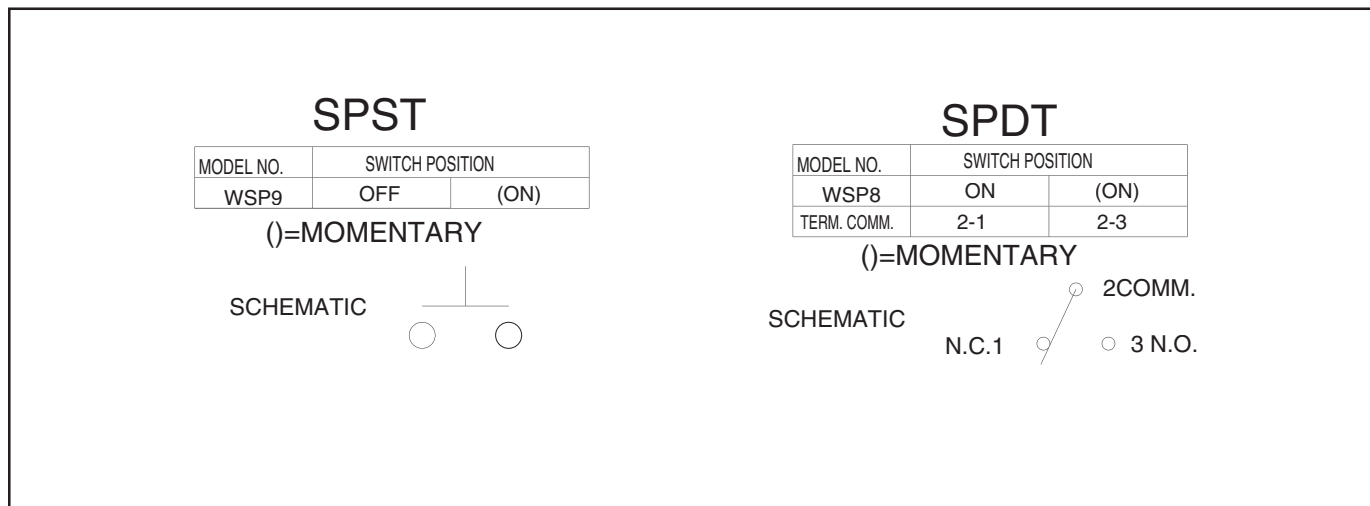 SPST
MODEL NO. SWITCH POSITION
WSP9 OFF (ON)
()=MOMENTARY
SCHEMATIC
SPDT
MODEL NO. SWITCH POSITION
WSP8 ON (ON)
TERM. COMM. 2-1 2-3
()=MOMENTARY
2COMM.
SCHEMATIC
N.C.1 3 N.O.